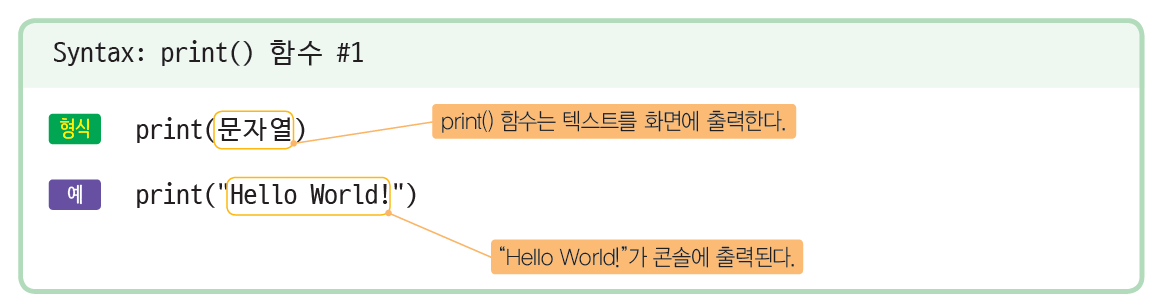 Syntax: print() 함수 #1
형식 print(문자열) print() 함수는 텍스트를 화면에 출력한다.
예 print("Hello World!")
“Hello World!”가 콘솔에 출력된다.